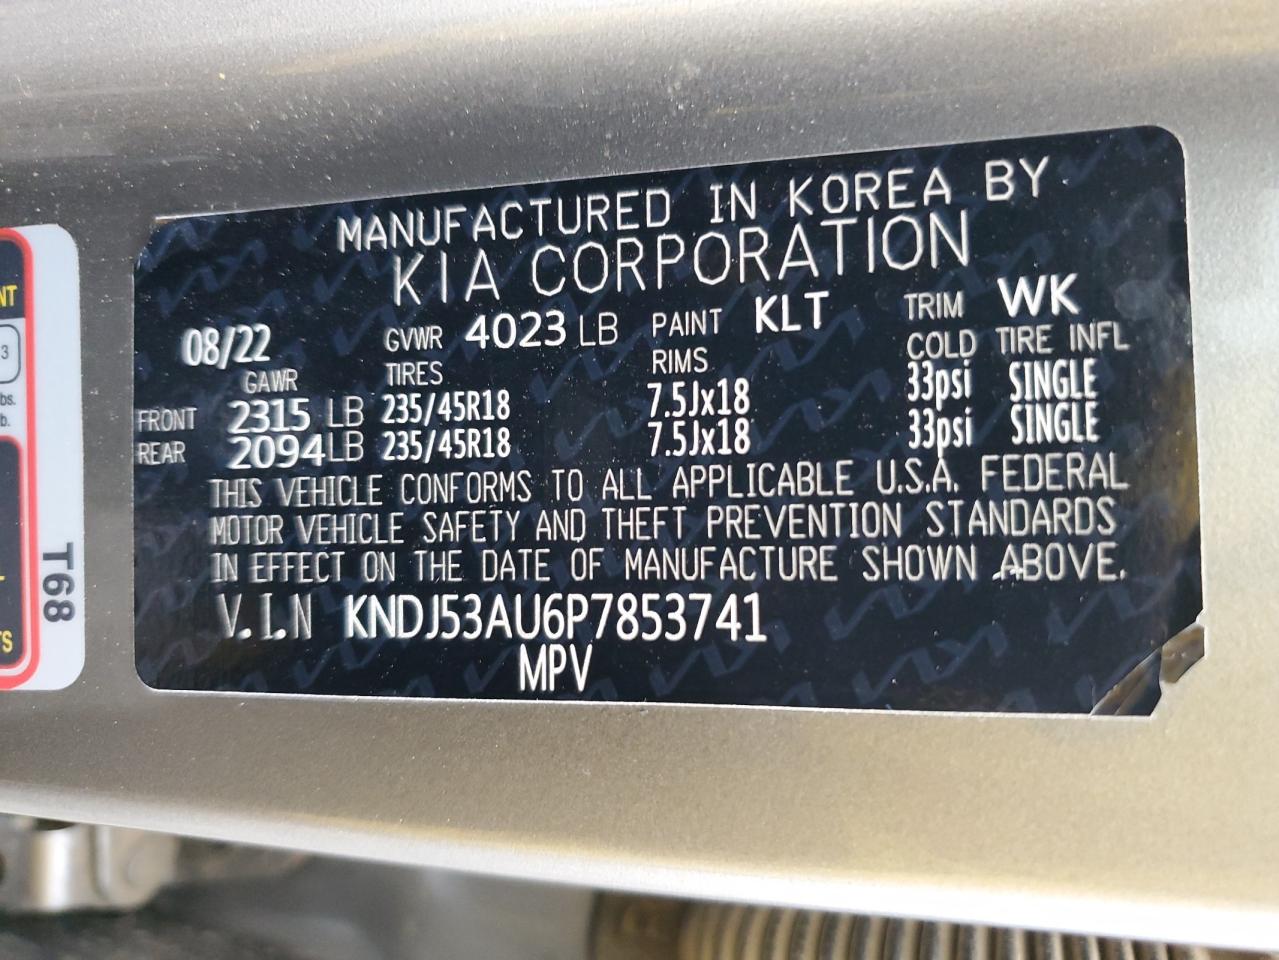 MANUFACTURED IN KOREA BY
KIA CORPORATION
08/22 GVWR 4023 LB PAINT KLT TRIM WK
GAWR TIRES RIMS COLD TIRE INFL
FRONT 2315 LB 235/45R18 7.5Jx18 33psi SINGLE
REAR 2094 LB 235/45R18 7.5Jx18 33psi SINGLE
THIS VEHICLE CONFORMS TO ALL APPLICABLE U.S.A. FEDERAL
MOTOR VEHICLE SAFETY AND THEFT PREVENTION STANDARDS
IN EFFECT ON THE DATE OF MANUFACTURE SHOWN ABOVE.
V.I.N KNDJ53AU6P7853741
MPV
T68